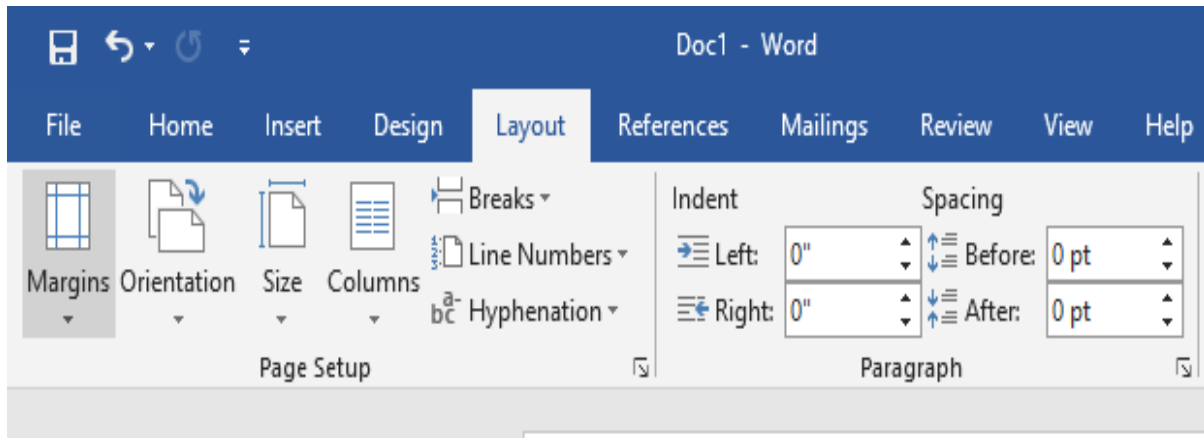 Doc1 - Word
File Home Insert Design Layout References Mailings Review View Help
Margins Orientation Size Columns
Breaks
Line Numbers
Hyphenation
Page Setup
Indent Spacing
Left: 0" Before: 0 pt
Right: 0" After: 0 pt
Paragraph